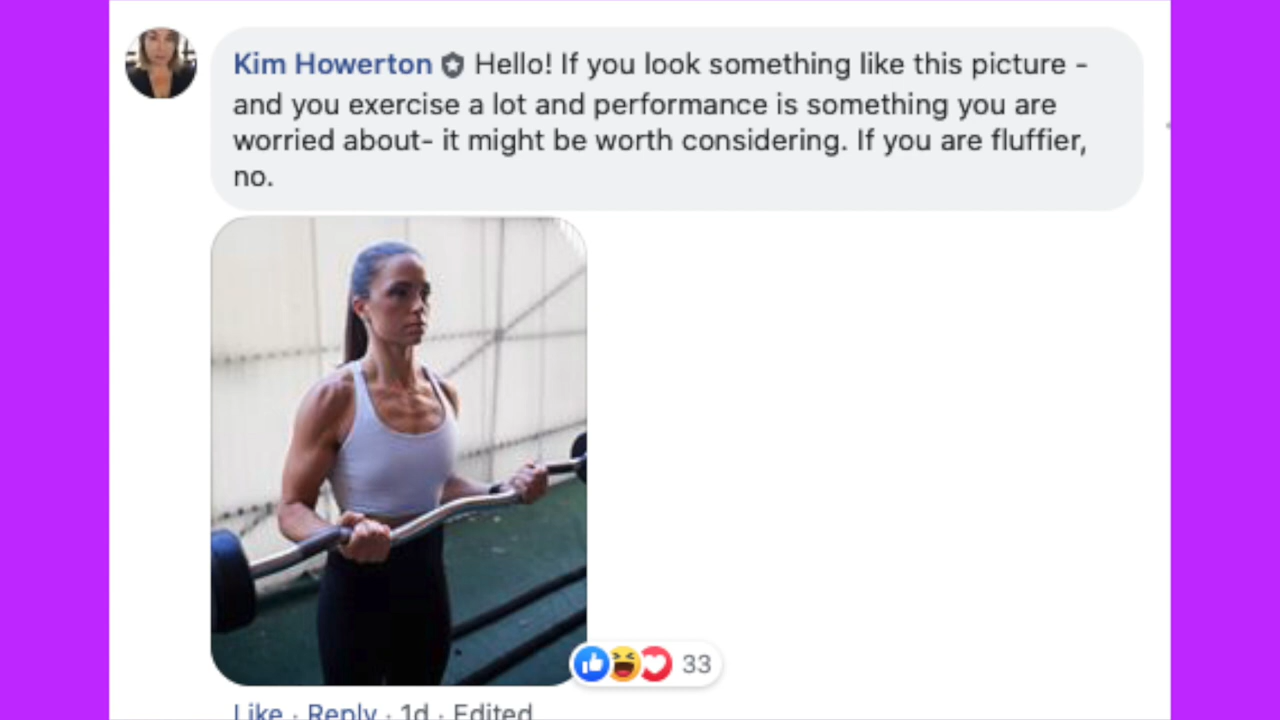 Kim Howerton Hello! If you look something like this picture -
and you exercise a lot and performance is something you are
worried about- it might be worth considering. If you are fluffier,
no.
33
Like · Reply · 1d · Edited